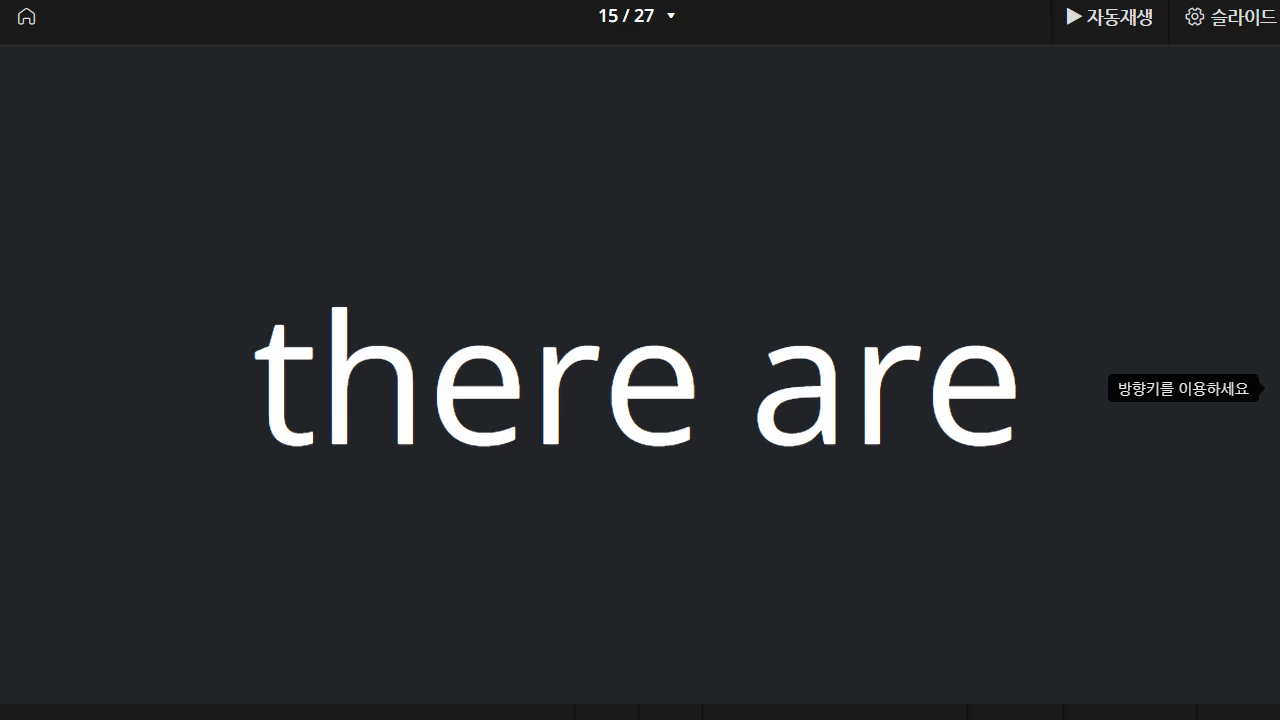 15 / 27
자동재생
슬라이드
there are
방향키를 이용하세요